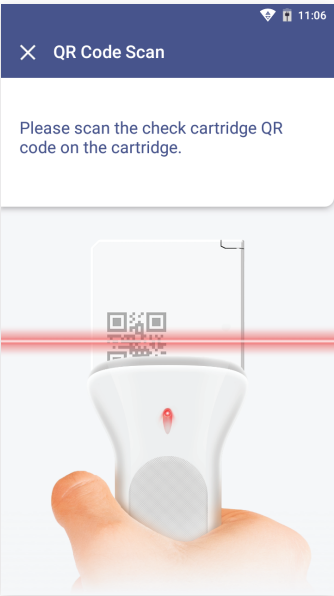 11:06
QR Code Scan
Please scan the check cartridge QR
code on the cartridge.